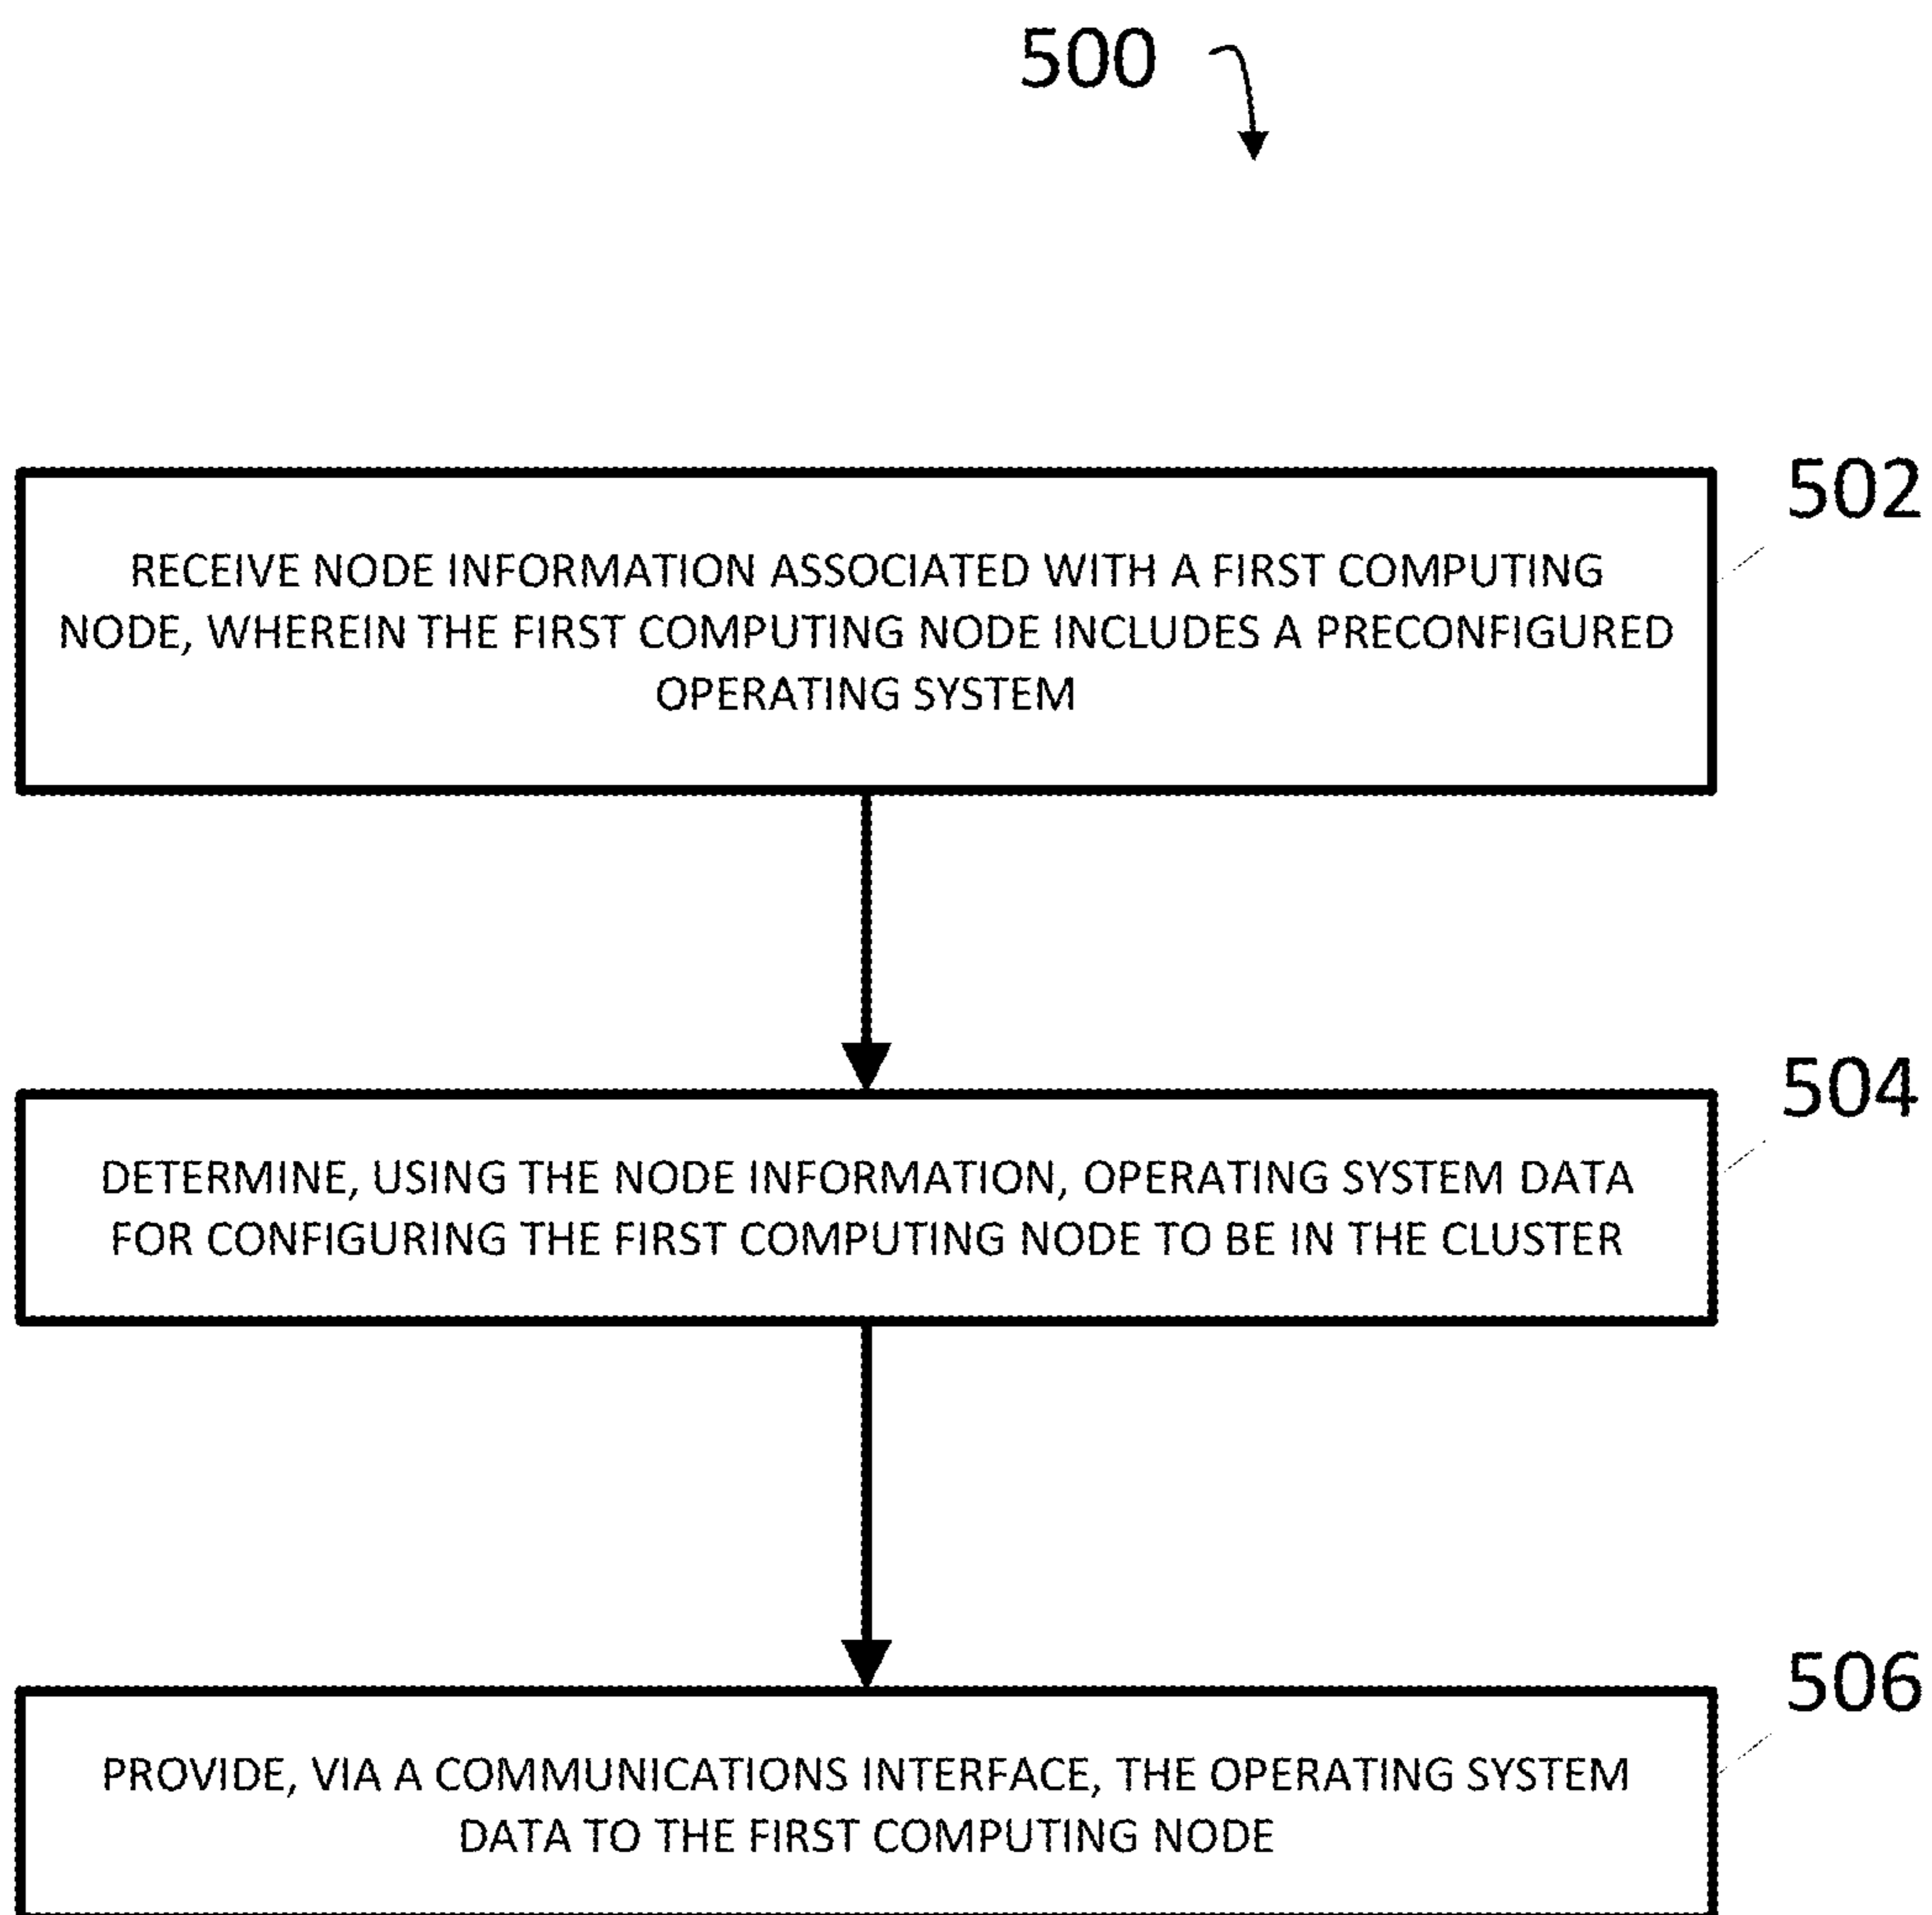 500
502
RECEIVE NODE INFORMATION ASSOCIATED WITH A FIRST COMPUTING
NODE, WHEREIN THE FIRST COMPUTING NODE INCLUDES A PRECONFIGURED
OPERATING SYSTEM
504
DETERMINE, USING THE NODE INFORMATION, OPERATING SYSTEM DATA
FOR CONFIGURING THE FIRST COMPUTING NODE TO BE IN THE CLUSTER
506
PROVIDE, VIA A COMMUNICATIONS INTERFACE, THE OPERATING SYSTEM
DATA TO THE FIRST COMPUTING NODE